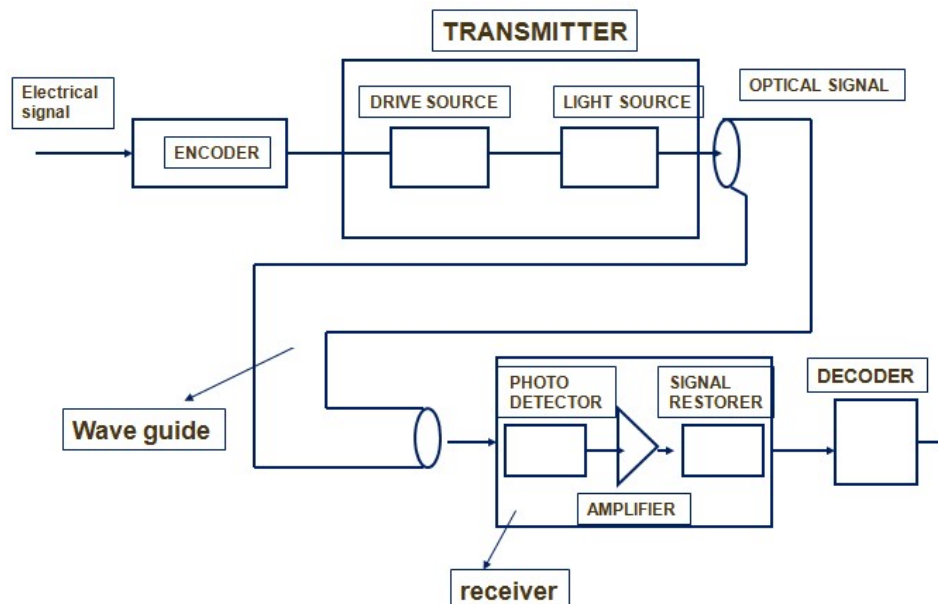 TRANSMITTER
Electrical
signal
DRIVE SOURCE
LIGHT SOURCE
OPTICAL SIGNAL
ENCODER
PHOTO
DETECTOR
SIGNAL
RESTORER
DECODER
Wave guide
AMPLIFIER
receiver